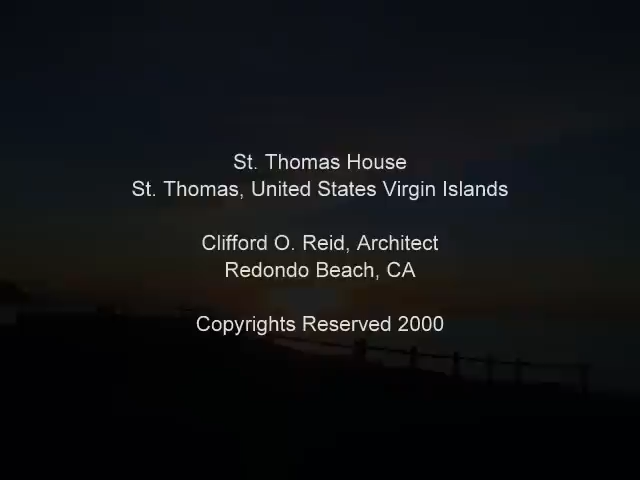 St. Thomas House
St. Thomas, United States Virgin Islands
Clifford O. Reid, Architect
Redondo Beach, CA
Copyrights Reserved 2000